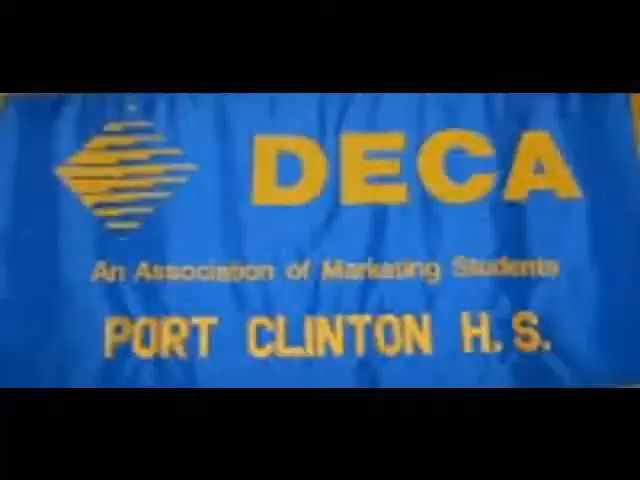 DECA
An Association of Marketing Students
PORT CLINTON H.S.